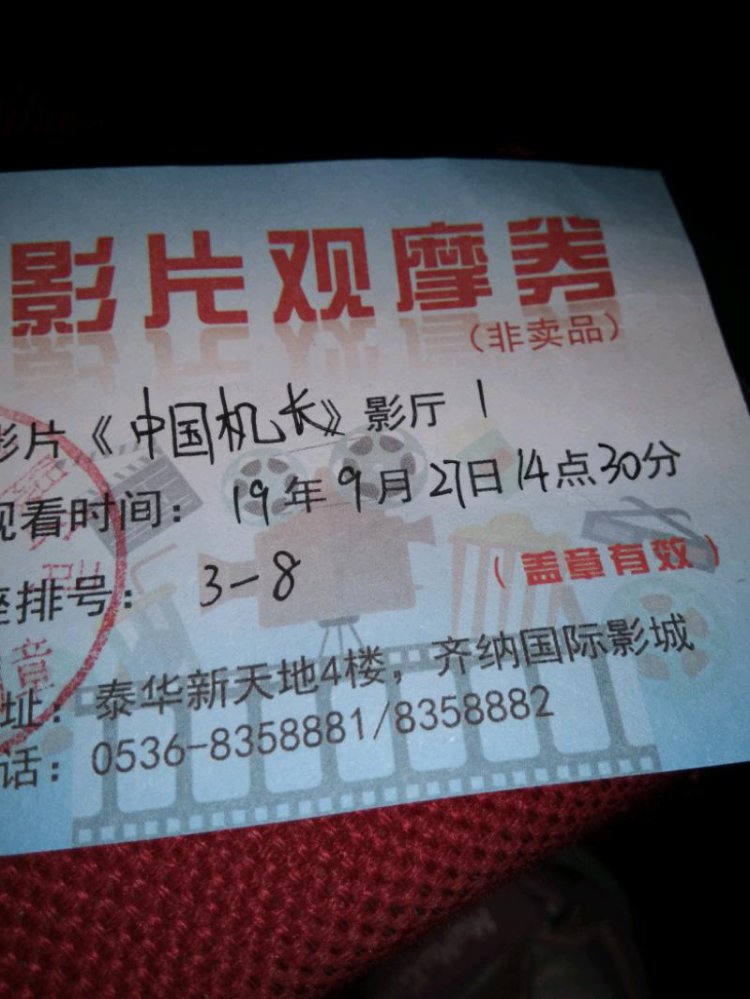 影片观摩券
(非卖品)
影片《中国机长》影厅 1
观看时间: 19年9月27日14点30分
座排号: 3-8
(盖章有效)
址: 泰华新天地4楼, 齐纳国际影城
话: 0536-8358881/8358882
章